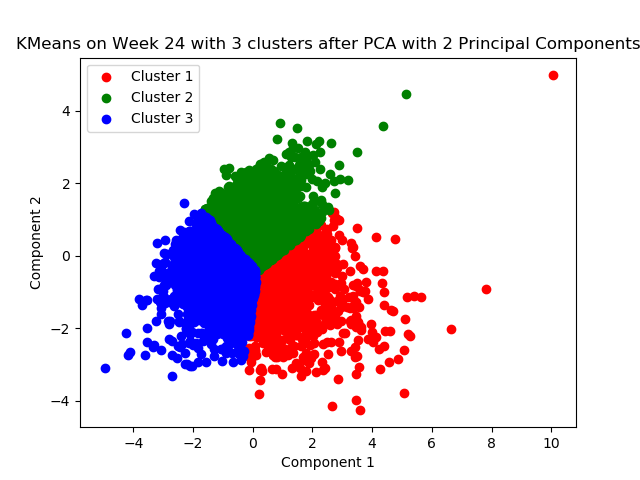 KMeans on Week 24 with 3 clusters after PCA with 2 Principal Components
Cluster 1
Cluster 2
Cluster 3
4
2
0
−2
−4
Component 2
−4 −2 0 2 4 6 8 10
Component 1